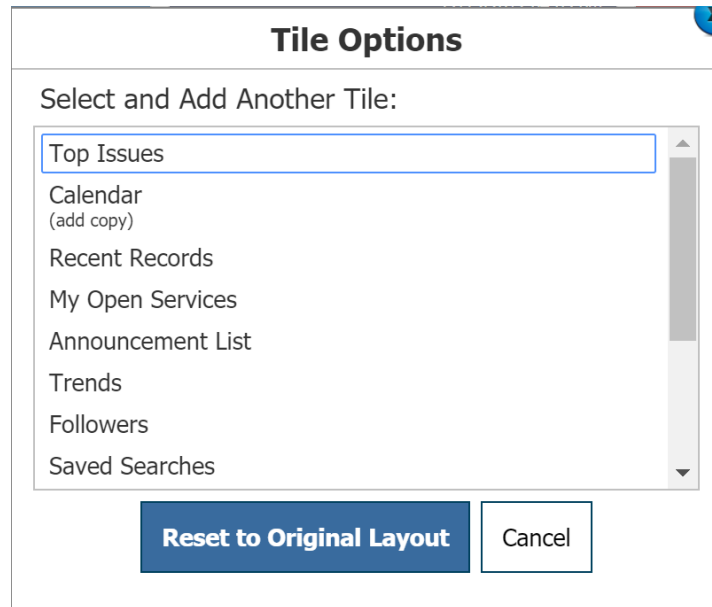 Tile Options
Select and Add Another Tile:
Top Issues
Calendar
(add copy)
Recent Records
My Open Services
Announcement List
Trends
Followers
Saved Searches
Reset to Original Layout
Cancel